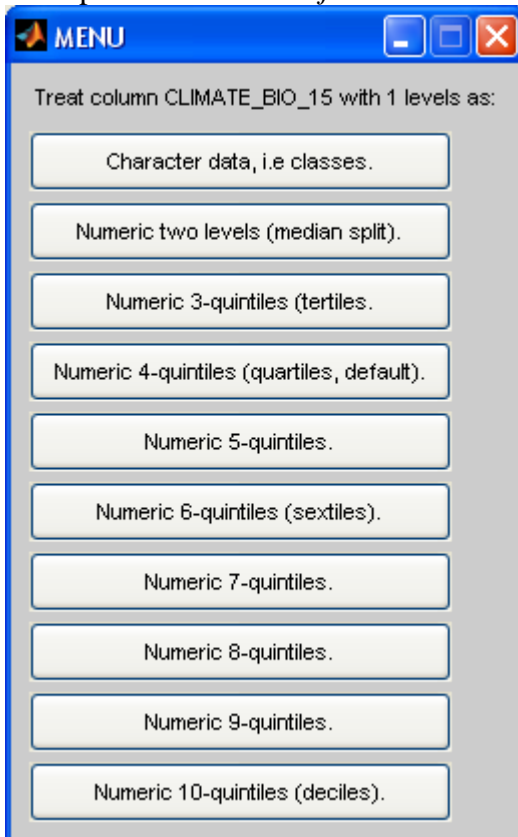 MENU
Treat column CLIMATE_BIO_15 with 1 levels as:
Character data, i.e classes.
Numeric two levels (median split).
Numeric 3-quintiles (tertiles.
Numeric 4-quintiles (quartiles, default).
Numeric 5-quintiles.
Numeric 6-quintiles (sextiles).
Numeric 7-quintiles.
Numeric 8-quintiles.
Numeric 9-quintiles.
Numeric 10-quintiles (deciles).